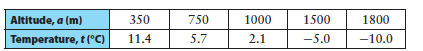 Altitude, a (m) 350 750 1000 1500 1800
Temperature, t (°C) 11.4 5.7 2.1 −5.0 −10.0